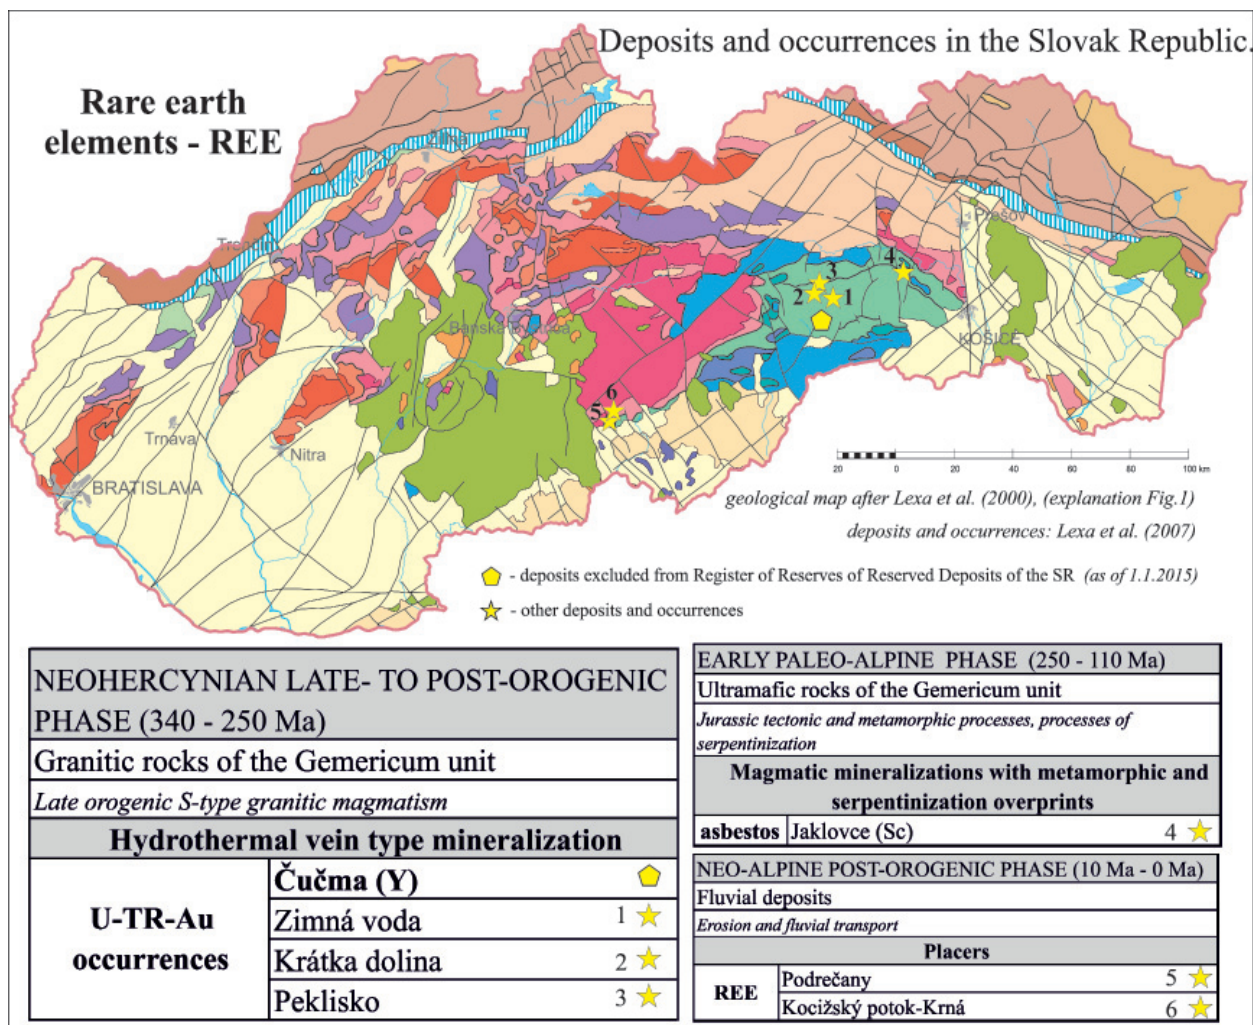 Deposits and occurrences in the Slovak Republic.
Rare earth
elements - REE
Žilina
Prešov
Trenčín
4
3
2
1
Banská Bystrica
KOŠICE
6
5
Trnava
Nitra
BRATISLAVA
20 0 20 40 60 80 100 km
geological map after Lexa et al. (2000), (explanation Fig.1)
deposits and occurrences: Lexa et al. (2007)
- deposits excluded from Register of Reserves of Reserved Deposits of the SR (as of 1.1.2015)
- other deposits and occurrences
NEOHERCYNIAN LATE- TO POST-OROGENIC
PHASE (340 - 250 Ma)
Granitic rocks of the Gemericum unit
Late orogenic S-type granitic magmatism
Hydrothermal vein type mineralization
U-TR-Au
occurrences
Čučma (Y)
Zimná voda 1
Krátka dolina 2
Peklisko 3
EARLY PALEO-ALPINE PHASE (250 - 110 Ma)
Ultramafic rocks of the Gemericum unit
Jurassic tectonic and metamorphic processes, processes of
serpentinization
Magmatic mineralizations with metamorphic and
serpentinization overprints
asbestos Jaklovce (Sc) 4
NEO-ALPINE POST-OROGENIC PHASE (10 Ma - 0 Ma)
Fluvial deposits
Erosion and fluvial transport
Placers
REE
Podrečany 5
Kocižský potok-Krná 6